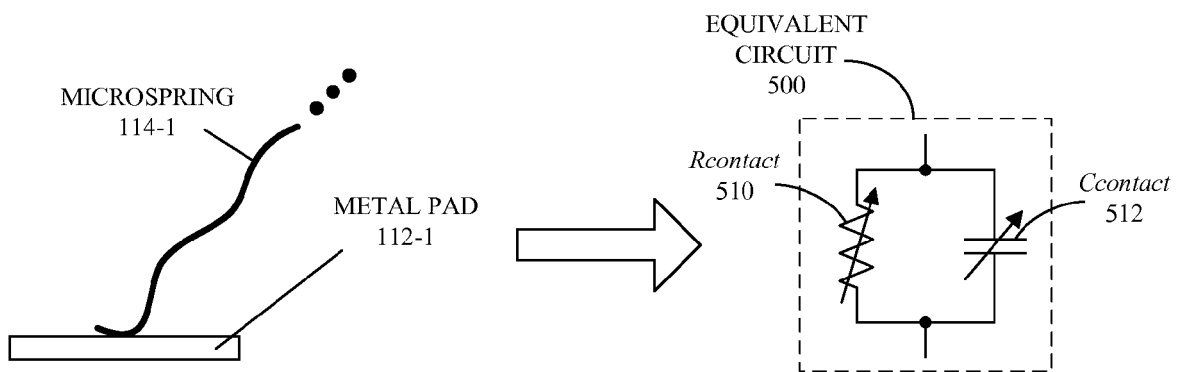 MICROSPRING
114-1
METAL PAD
112-1
EQUIVALENT
CIRCUIT
500
Rcontact
510
Ccontact
512